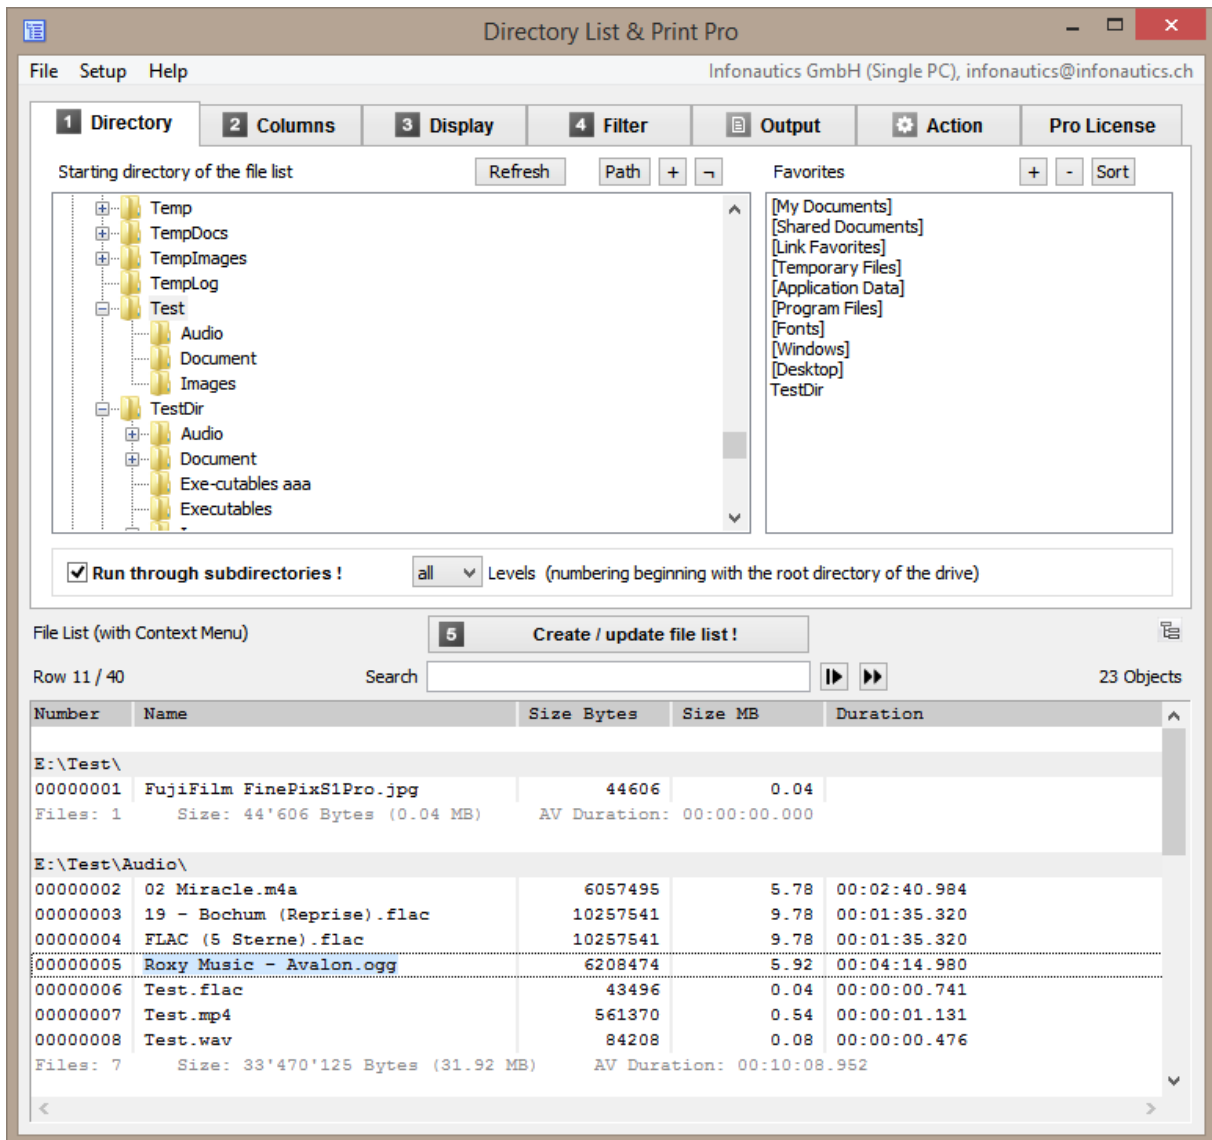 Directory List & Print Pro
File Setup Help Infonautics GmbH (Single PC), infonautics@infonautics.ch
1 Directory 2 Columns 3 Display 4 Filter Output Action Pro License
Starting directory of the file list Refresh Path + ¬ Favorites + - Sort
Temp
TempDocs
TempImages
TempLog
Test
Audio
Document
Images
TestDir
Audio
Document
Exe-cutables aaa
Executables
[My Documents]
[Shared Documents]
[Link Favorites]
[Temporary Files]
[Application Data]
[Program Files]
[Fonts]
[Windows]
[Desktop]
TestDir
Run through subdirectories ! all Levels (numbering beginning with the root directory of the drive)
File List (with Context Menu) 5 Create / update file list !
Row 11 / 40 Search 23 Objects
Number Name Size Bytes Size MB Duration
E:\Test\
00000001 FujiFilm FinePixS1Pro.jpg 44606 0.04
Files: 1 Size: 44'606 Bytes (0.04 MB) AV Duration: 00:00:00.000
E:\Test\Audio\
00000002 02 Miracle.m4a 6057495 5.78 00:02:40.984
00000003 19 - Bochum (Reprise).flac 10257541 9.78 00:01:35.320
00000004 FLAC (5 Sterne).flac 10257541 9.78 00:01:35.320
00000005 Roxy Music - Avalon.ogg 6208474 5.92 00:04:14.980
00000006 Test.flac 43496 0.04 00:00:00.741
00000007 Test.mp4 561370 0.54 00:00:01.131
00000008 Test.wav 84208 0.08 00:00:00.476
Files: 7 Size: 33'470'125 Bytes (31.92 MB) AV Duration: 00:10:08.952